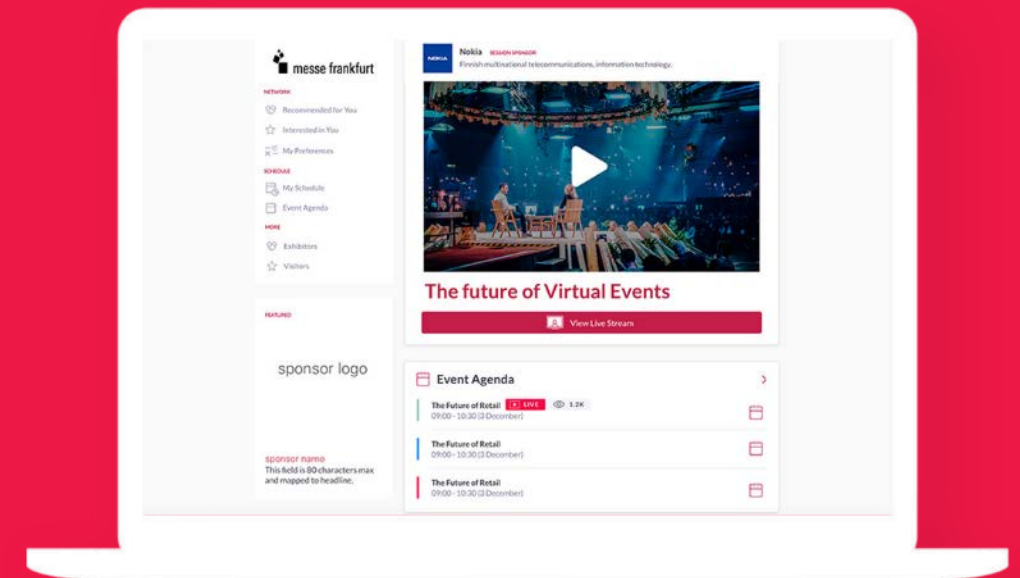 messe frankfurt
NETWORK
Recommended for You
Interested in You
My Preferences
SCHEDULE
My Schedule
Event Agenda
MORE
Exhibitors
Visitors
FEATURED
sponsor logo
sponsor name
This field is 80 characters max
and mapped to headline.
NOKIA
Nokia SESSION SPONSOR
Finnish multinational telecommunications, information technology.
The future of Virtual Events
View Live Stream
Event Agenda
The Future of Retail LIVE 1.2K
09:00 - 10:30 (3 December)
The Future of Retail
09:00 - 10:30 (3 December)
The Future of Retail
09:00 - 10:30 (3 December)